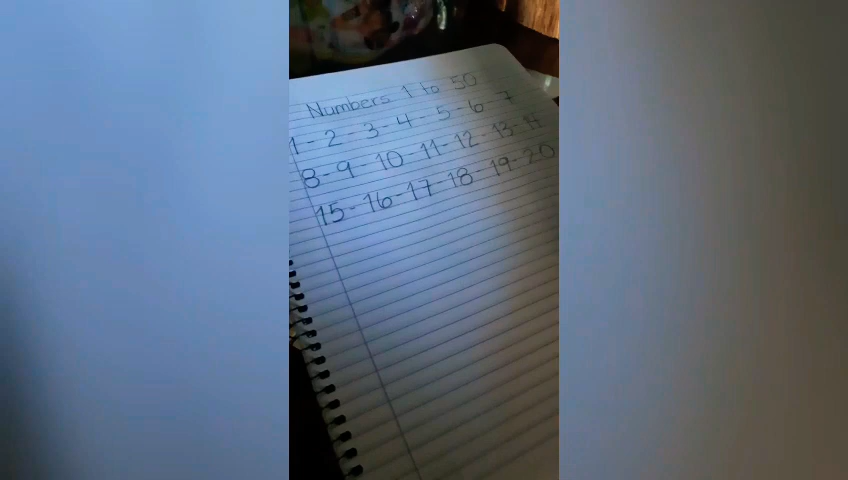 Numbers 1 to 50
1 - 2 - 3 - 4 - 5 - 6 - 7
8 - 9 - 10 - 11 - 12 - 13 - 14
15 - 16 - 17 - 18 - 19 - 20